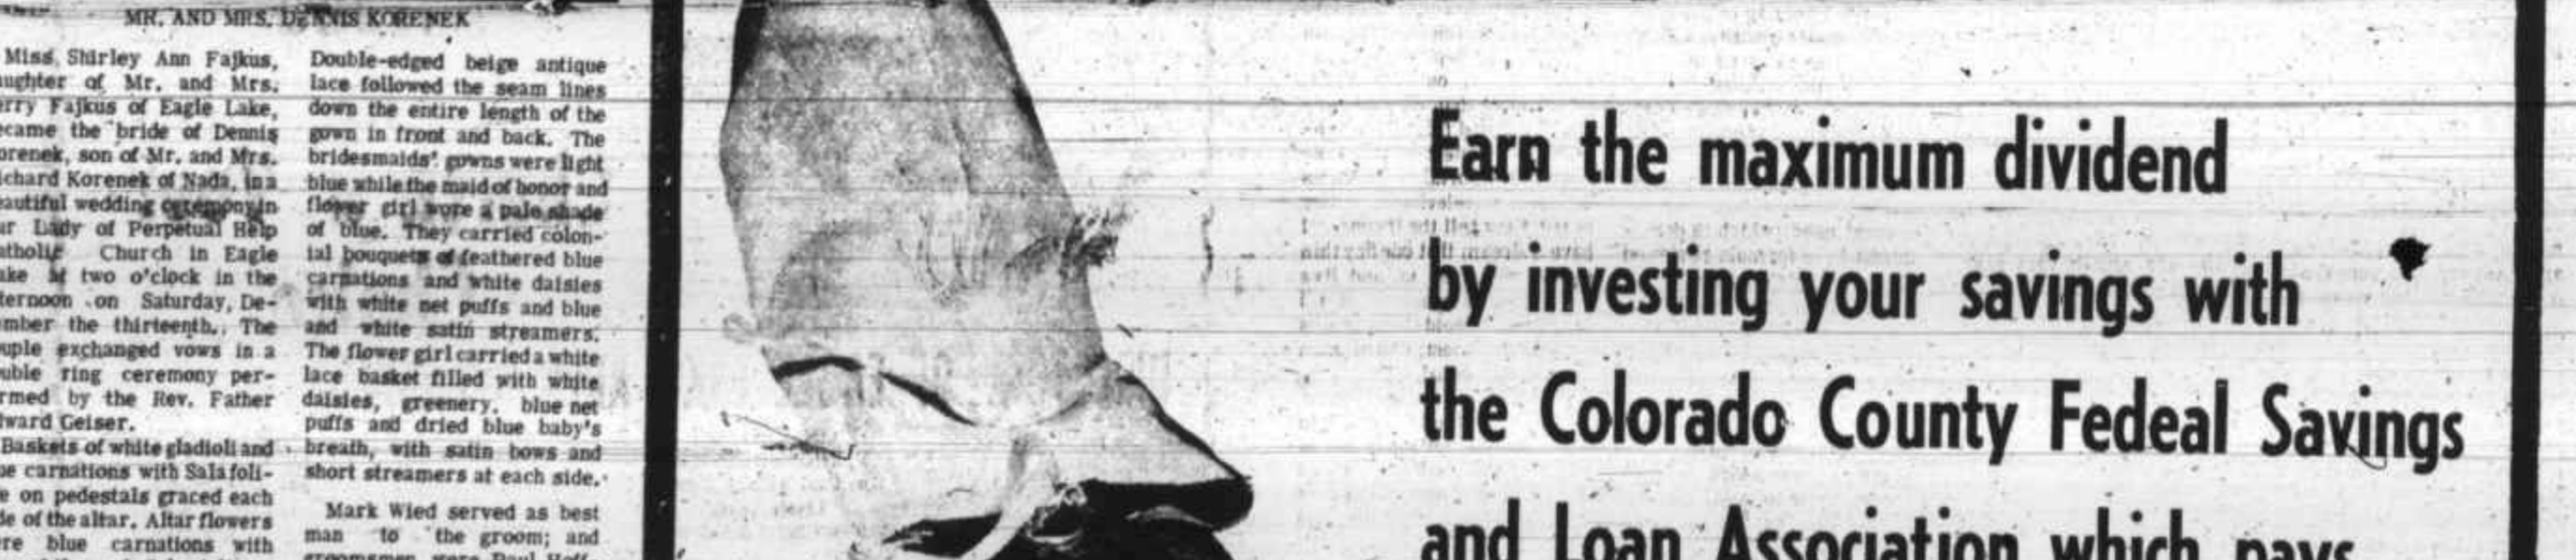 MR. AND MRS. DENNIS KORENEK
Miss Shirley Ann Fajkus,
aughter of Mr. and Mrs.
erry Fajkus of Eagle Lake,
ecame the bride of Dennis
orenek, son of Mr. and Mrs.
ichard Korenek of Nada, in a
eautiful wedding ceremony in
ur Lady of Perpetual Help
atholic Church in Eagle
ake at two o'clock in the
ternoon on Saturday, De-
mber the thirteenth. The
uple exchanged vows in a
uble ring ceremony per-
rmed by the Rev. Father
ward Geiser.
Baskets of white gladioli and
ue carnations with Sala foli-
e on pedestals graced each
de of the altar. Altar flowers
re blue carnations with
Double-edged beige antique
lace followed the seam lines
down the entire length of the
gown in front and back. The
bridesmaids' gowns were light
blue while the maid of honor and
flower girl wore a pale shade
of blue. They carried colon-
ial bouquets of feathered blue
carnations and white daisies
with white net puffs and blue
and white satin streamers.
The flower girl carried a white
lace basket filled with white
daisies, greenery, blue net
puffs and dried blue baby's
breath, with satin bows and
short streamers at each side.
Mark Wied served as best
man to the groom; and
groomsmen were Paul Hoff-
Earn the maximum dividend
by investing your savings with
the Colorado County Fedeal Savings
and Loan Association which pays